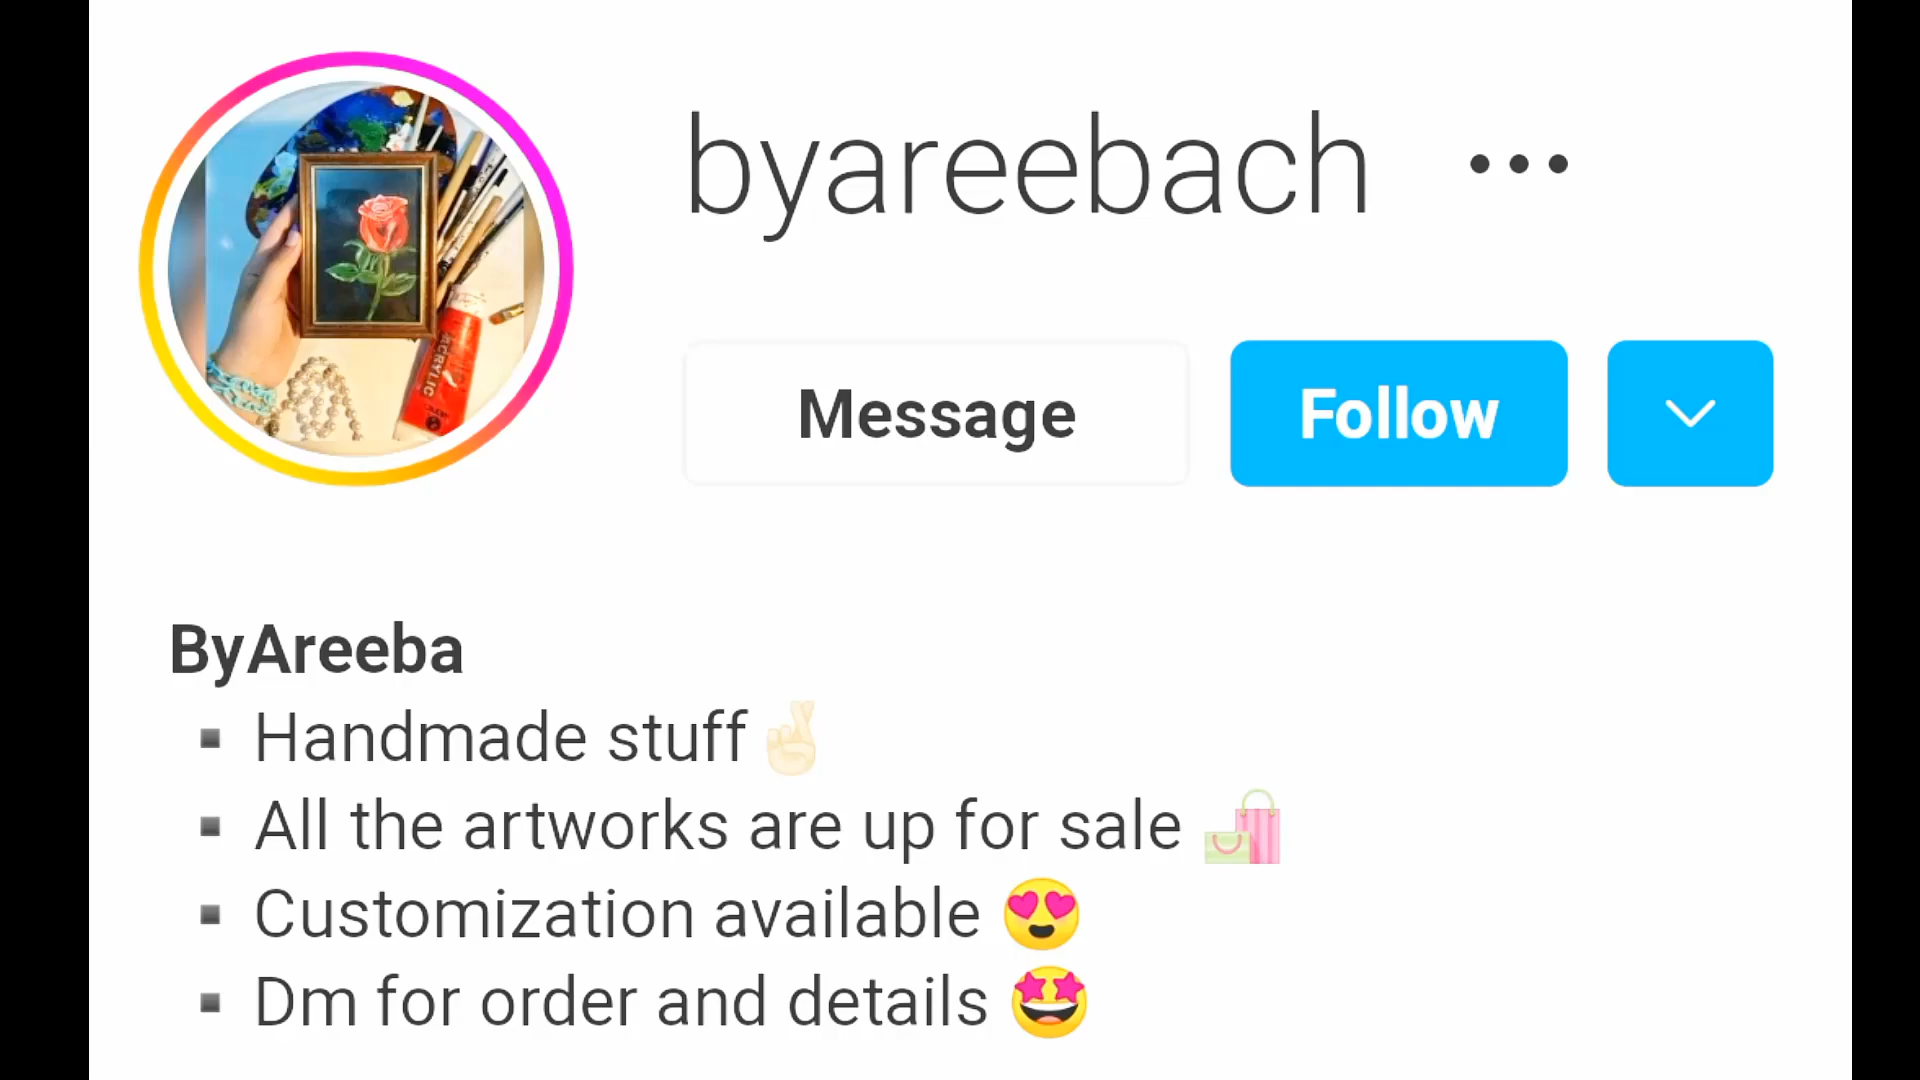 byareebach
Message Follow
ByAreeba
▪ Handmade stuff🤞🏻
▪ All the artworks are up for sale 🛍️
▪ Customization available 😍
▪ Dm for order and details 🤩
ACRYLIC